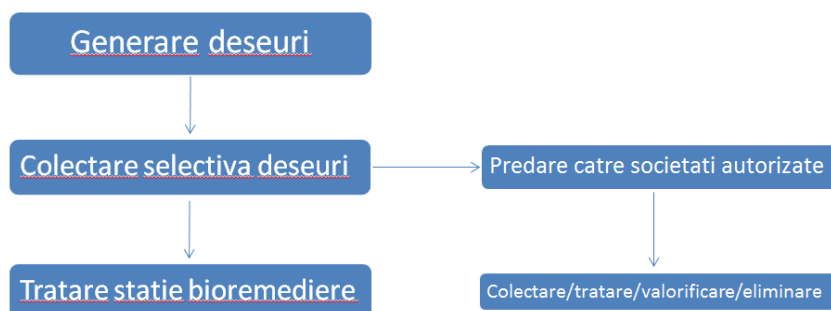 Generare deseuri
Colectare selectiva deseuri
Predare catre societati autorizate
Tratare statie bioremediere
Colectare/tratare/valorificare/eliminare